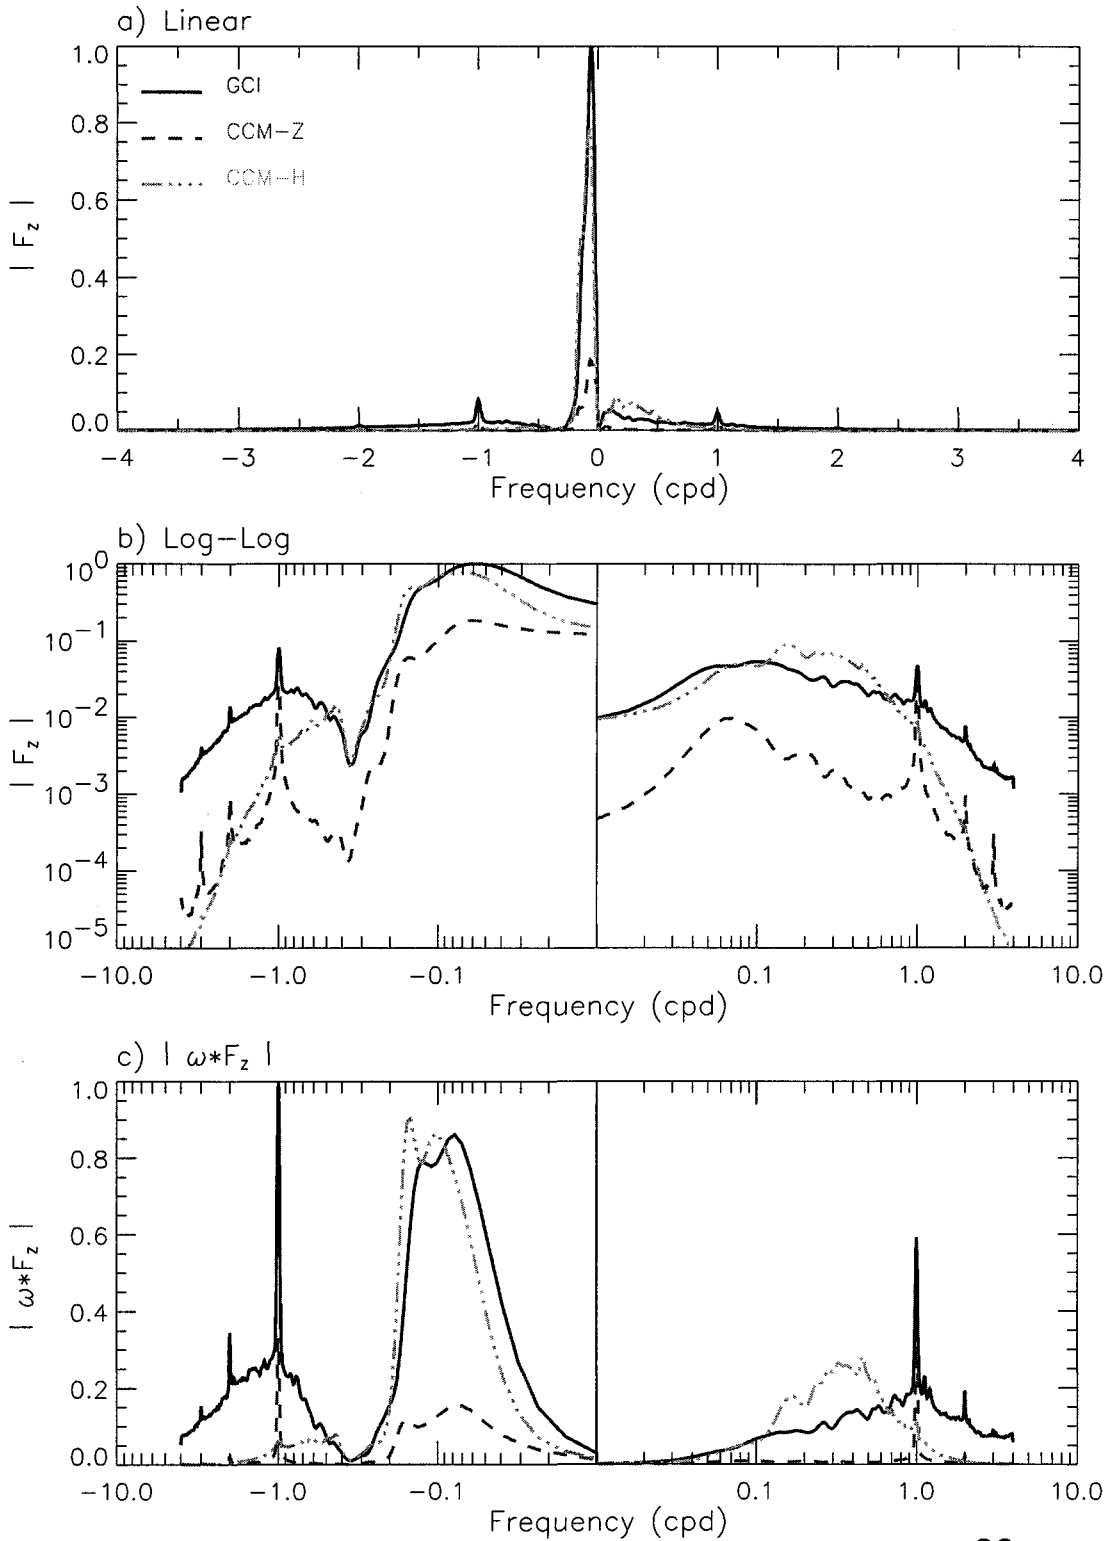 a) Linear
1.0
GCI
0.8
CCM-Z
CCM-H
0.6
| F_z |
0.4
0.2
0.0
-4 -3 -2 -1 0 1 2 3 4
Frequency (cpd)
b) Log-Log
10^0
10^-1
10^-2
| F_z |
10^-3
10^-4
10^-5
-10.0 -1.0 -0.1 0.1 1.0 10.0
Frequency (cpd)
c) | ω*F_z |
1.0
0.8
0.6
| ω*F_z |
0.4
0.2
0.0
-10.0 -1.0 -0.1 0.1 1.0 10.0
Frequency (cpd)